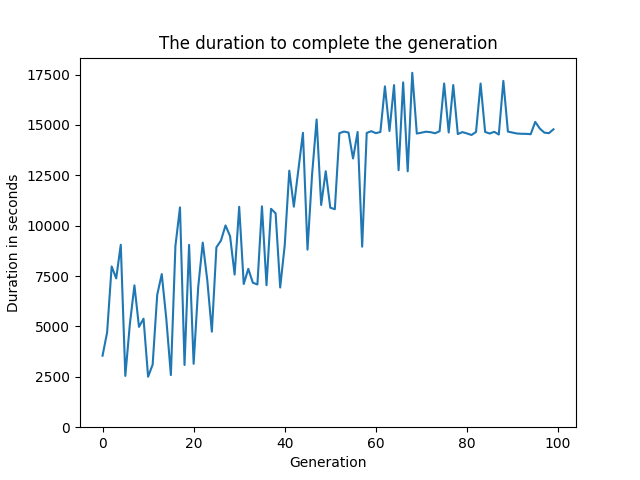 The duration to complete the generation
17500
15000
12500
10000
7500
5000
2500
0
Duration in seconds
0 20 40 60 80 100
Generation